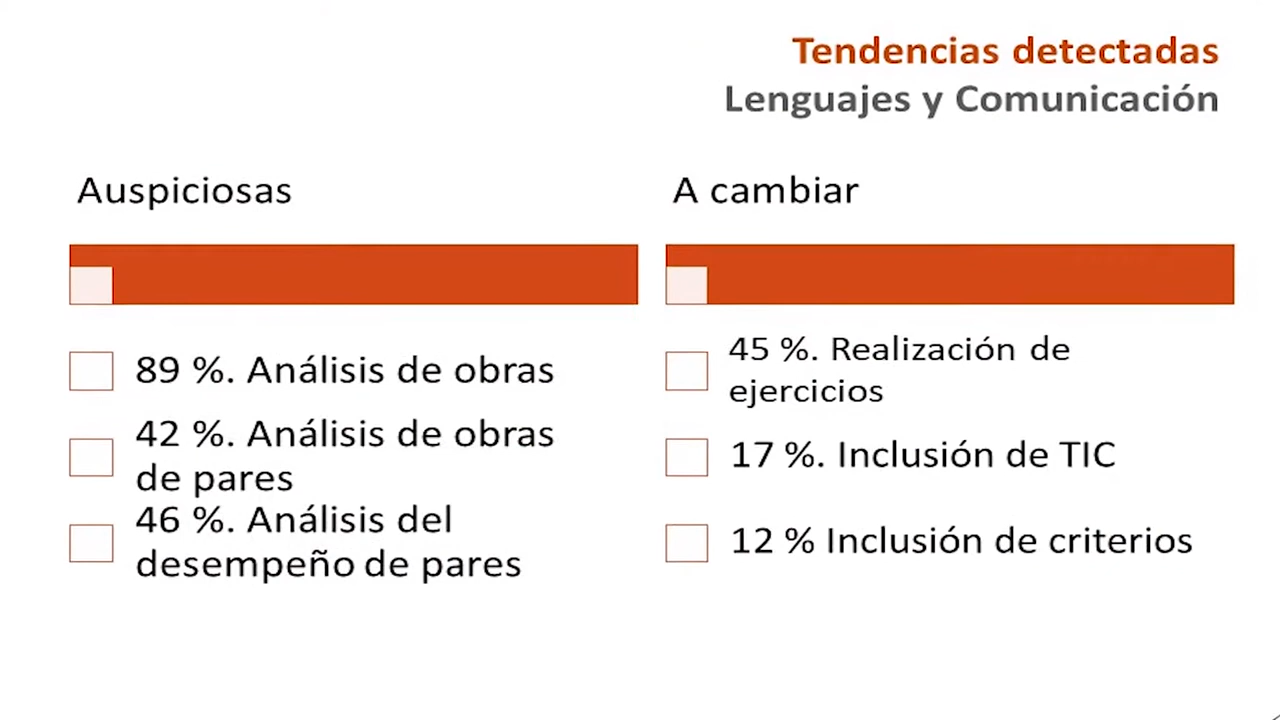 Tendencias detectadas
Lenguajes y Comunicación
Auspiciosas
89 %. Análisis de obras
42 %. Análisis de obras
de pares
46 %. Análisis del
desempeño de pares
A cambiar
45 %. Realización de
ejercicios
17 %. Inclusión de TIC
12 % Inclusión de criterios